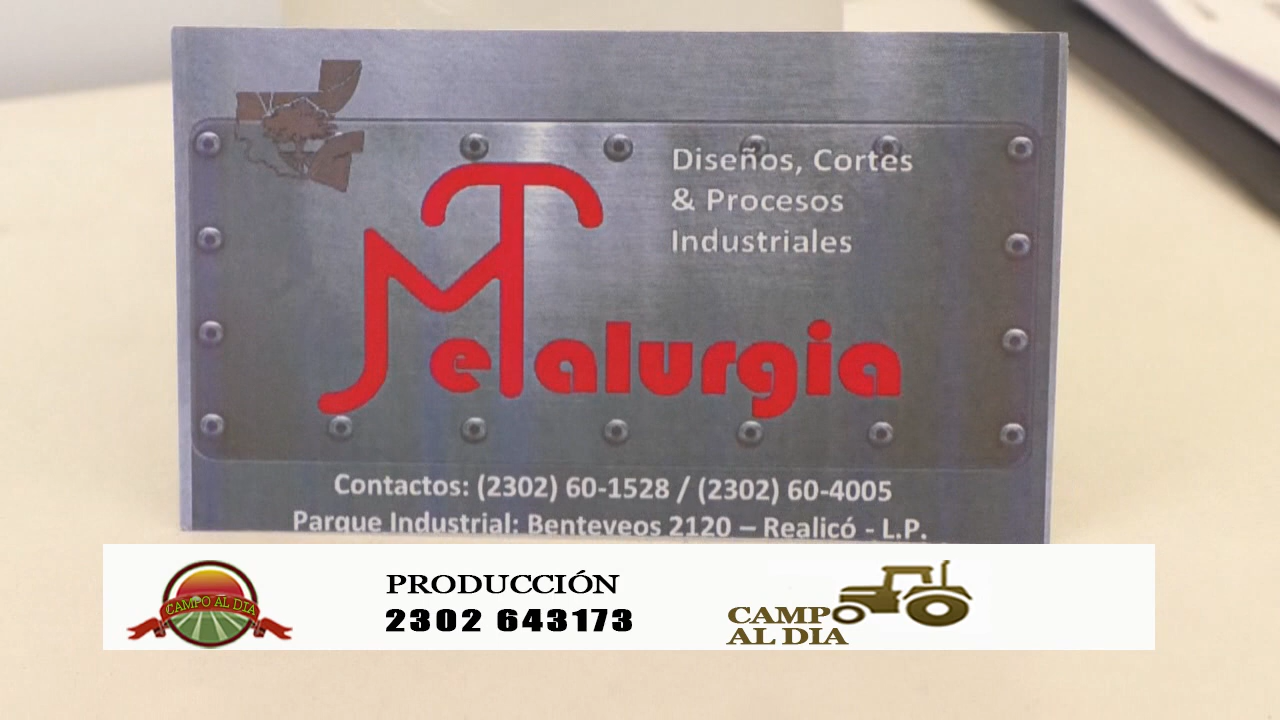 Diseños, Cortes
& Procesos
Industriales
MeTalurgia
Contactos: (2302) 60-1528 / (2302) 60-4005
Parque Industrial: Benteveos 2120 – Realicó - L.P.
CAMPO AL DIA
PRODUCCIÓN
2302 643173
CAMPO
AL DIA